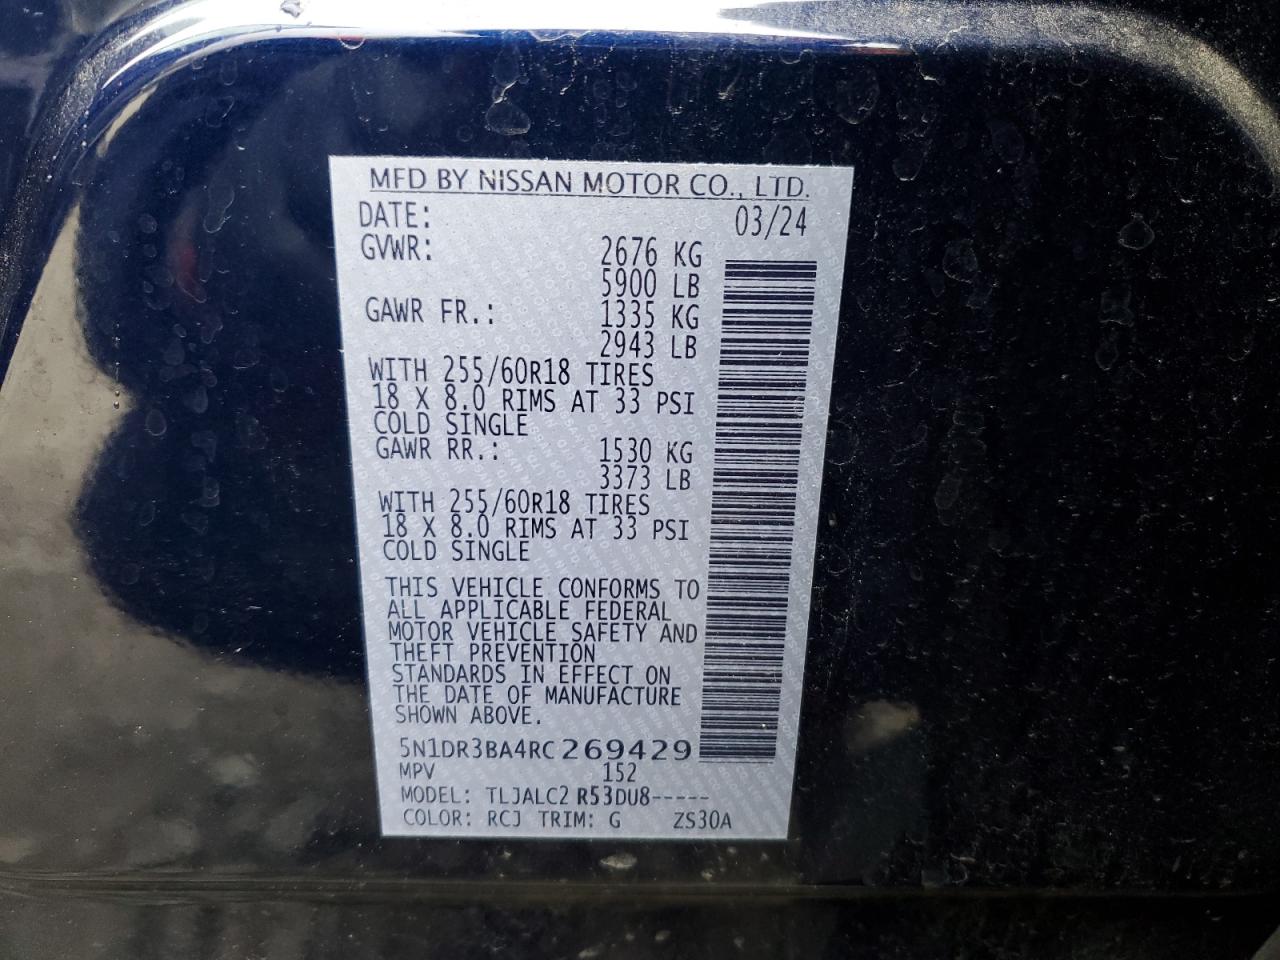 MFD BY NISSAN MOTOR CO., LTD.
DATE: 03/24
GVWR: 2676 KG
5900 LB
GAWR FR.: 1335 KG
2943 LB
WITH 255/60R18 TIRES
18 X 8.0 RIMS AT 33 PSI
COLD SINGLE
GAWR RR.: 1530 KG
3373 LB
WITH 255/60R18 TIRES
18 X 8.0 RIMS AT 33 PSI
COLD SINGLE
THIS VEHICLE CONFORMS TO
ALL APPLICABLE FEDERAL
MOTOR VEHICLE SAFETY AND
THEFT PREVENTION
STANDARDS IN EFFECT ON
THE DATE OF MANUFACTURE
SHOWN ABOVE.
5N1DR3BA4RC269429
MPV 152
MODEL: TLJALC2 R53DU8-----
COLOR: RCJ TRIM: G ZS30A